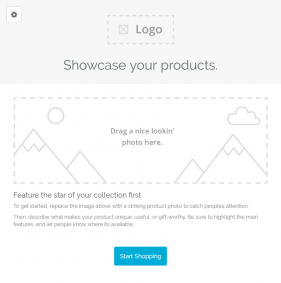 Logo
Showcase your products.
Drag a nice lookin'
photo here.
Feature the star of your collection first.
To get started, replace the image above with a striking product photo to catch peoples attention.
Then, describe what makes your product unique, useful, or gift-worthy. Be sure to highlight the main
features, and let people know where its available.
Start Shopping